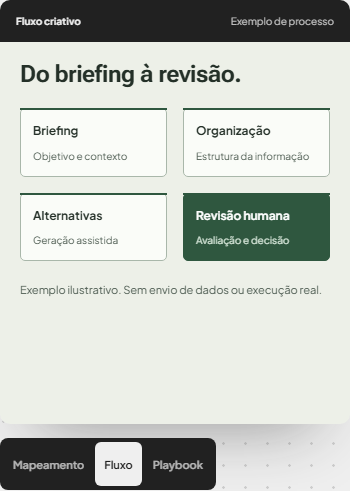 Fluxo criativo
Exemplo de processo
Do briefing à revisão.
Briefing
Objetivo e contexto
Organização
Estrutura da informação
Alternativas
Geração assistida
Revisão humana
Avaliação e decisão
Exemplo ilustrativo. Sem envio de dados ou execução real.
Mapeamento
Fluxo
Playbook